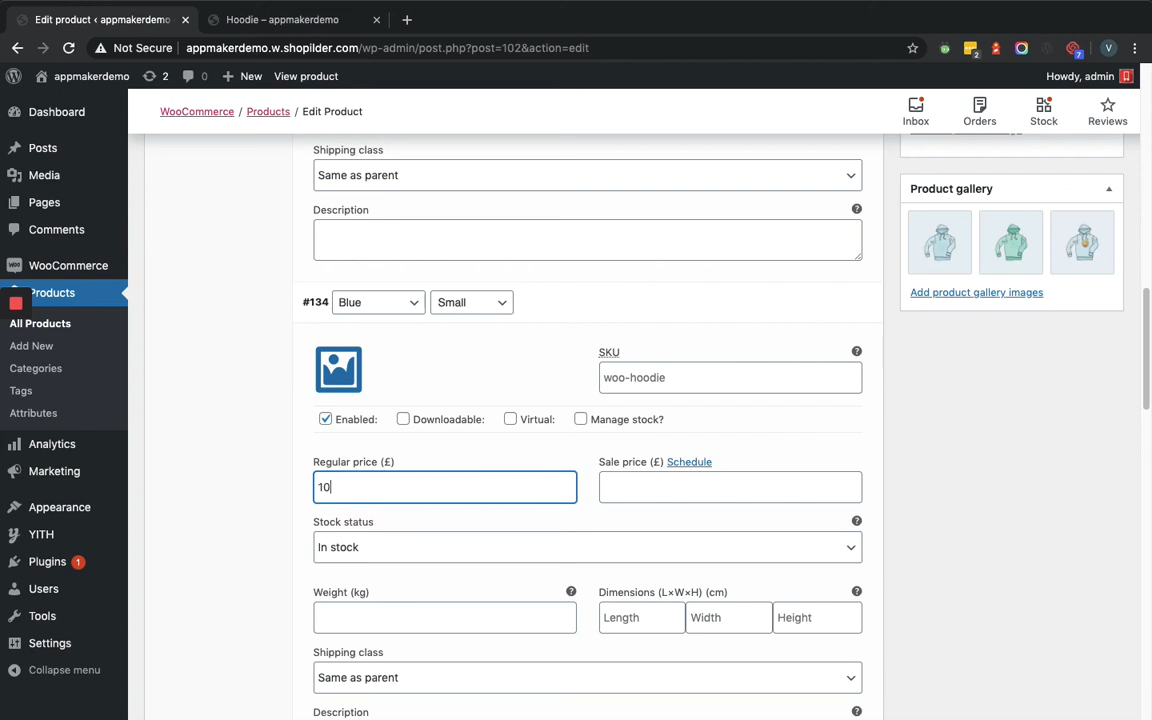 Edit product ‹ appmakerdemo
Hoodie – appmakerdemo
Not Secure
appmakerdemo.w.shopilder.com/wp-admin/post.php?post=102&action=edit
2
7
V
appmakerdemo
2
0
New
View product
Howdy, admin
WooCommerce / Products / Edit Product
Inbox
Orders
Stock
Reviews
Dashboard
Posts
Media
Pages
Comments
WooCommerce
Products
All Products
Add New
Categories
Tags
Attributes
Analytics
Marketing
Appearance
YITH
Plugins 1
Users
Tools
Settings
Collapse menu
Shipping class
Same as parent
Description
#134 Blue Small
SKU
woo-hoodie
Enabled: Downloadable: Virtual: Manage stock?
Regular price (£)
10
Sale price (£) Schedule
Stock status
In stock
Weight (kg)
Dimensions (L×W×H) (cm)
Length Width Height
Shipping class
Same as parent
Description
Product gallery
Add product gallery images